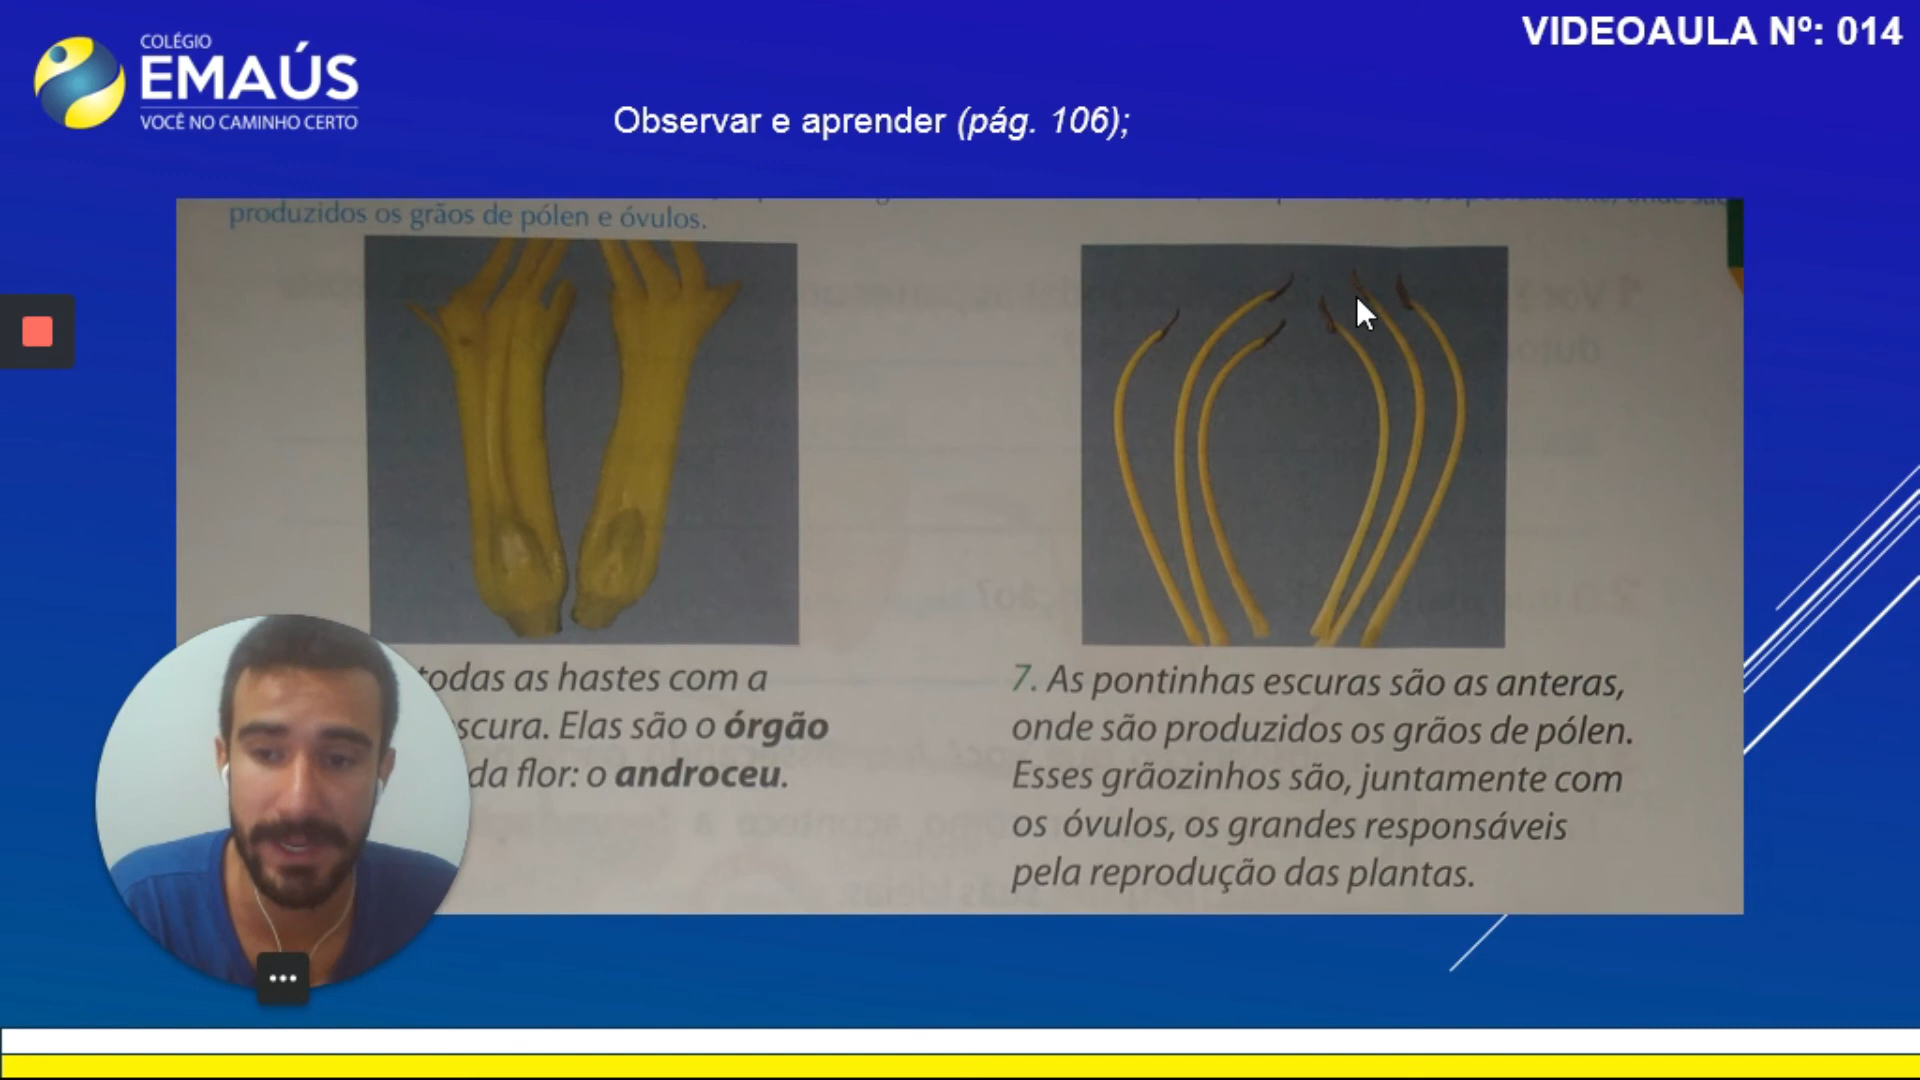 COLÉGIO
EMAÚS
VOCÊ NO CAMINHO CERTO
VIDEOAULA Nº: 014
Observar e aprender (pág. 106);
produzidos os grãos de pólen e óvulos.
todas as hastes com a
scura. Elas são o órgão
da flor: o androceu.
7. As pontinhas escuras são as anteras,
onde são produzidos os grãos de pólen.
Esses grãozinhos são, juntamente com
os óvulos, os grandes responsáveis
pela reprodução das plantas.